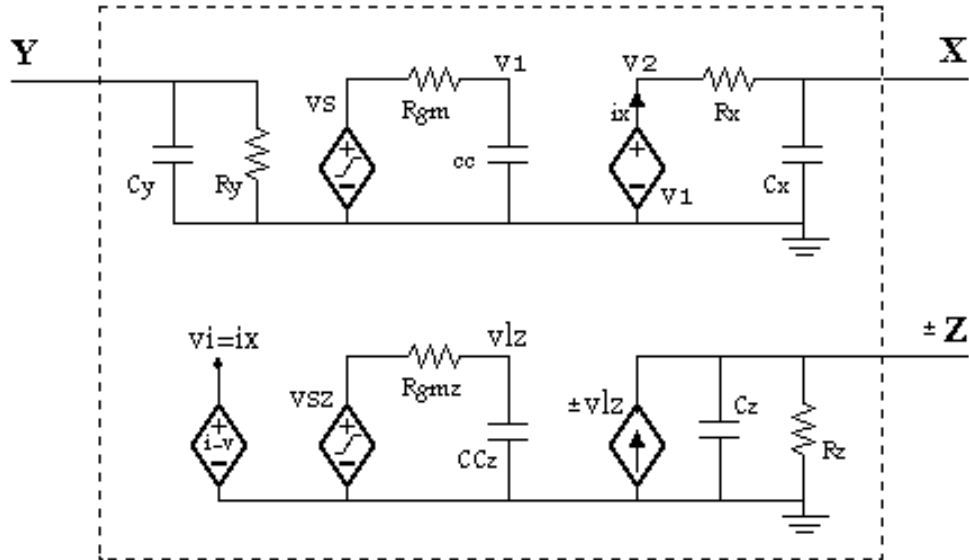 Y
X
V1
V2
VS
Rgm
ix
Rx
Cy
Ry
cc
V1
Cx
± Z
vi=ix
vlz
VSZ
Rgmz
±vlz
Cz
i-v
CCz
Rz